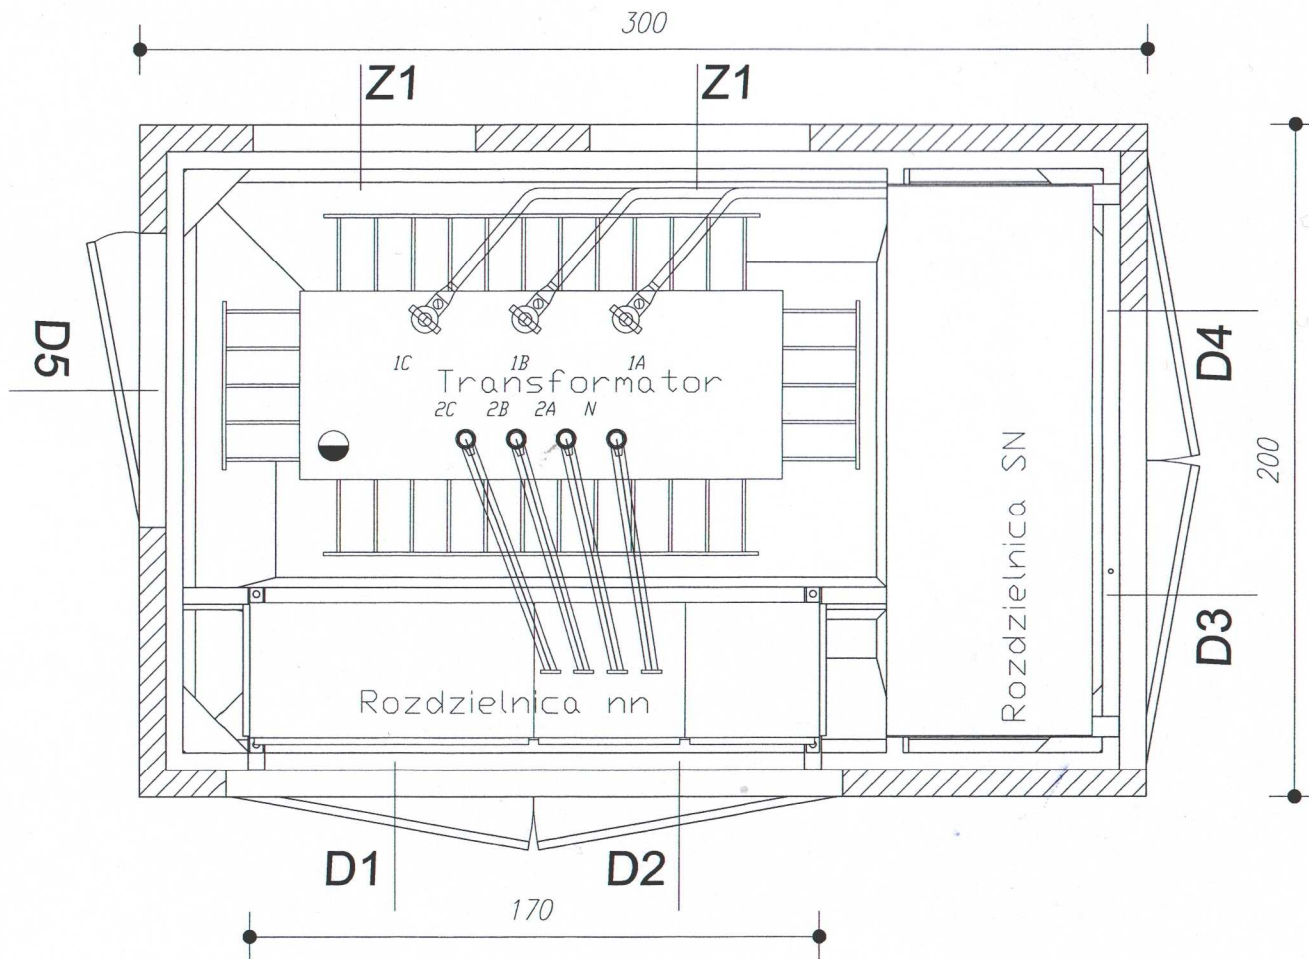 300
Z1 Z1
D5
D4
1C 1B 1A
Transformator
2C 2B 2A N
200
Rozdzielnica SN
D3
Rozdzielnica nn
D1 D2
170